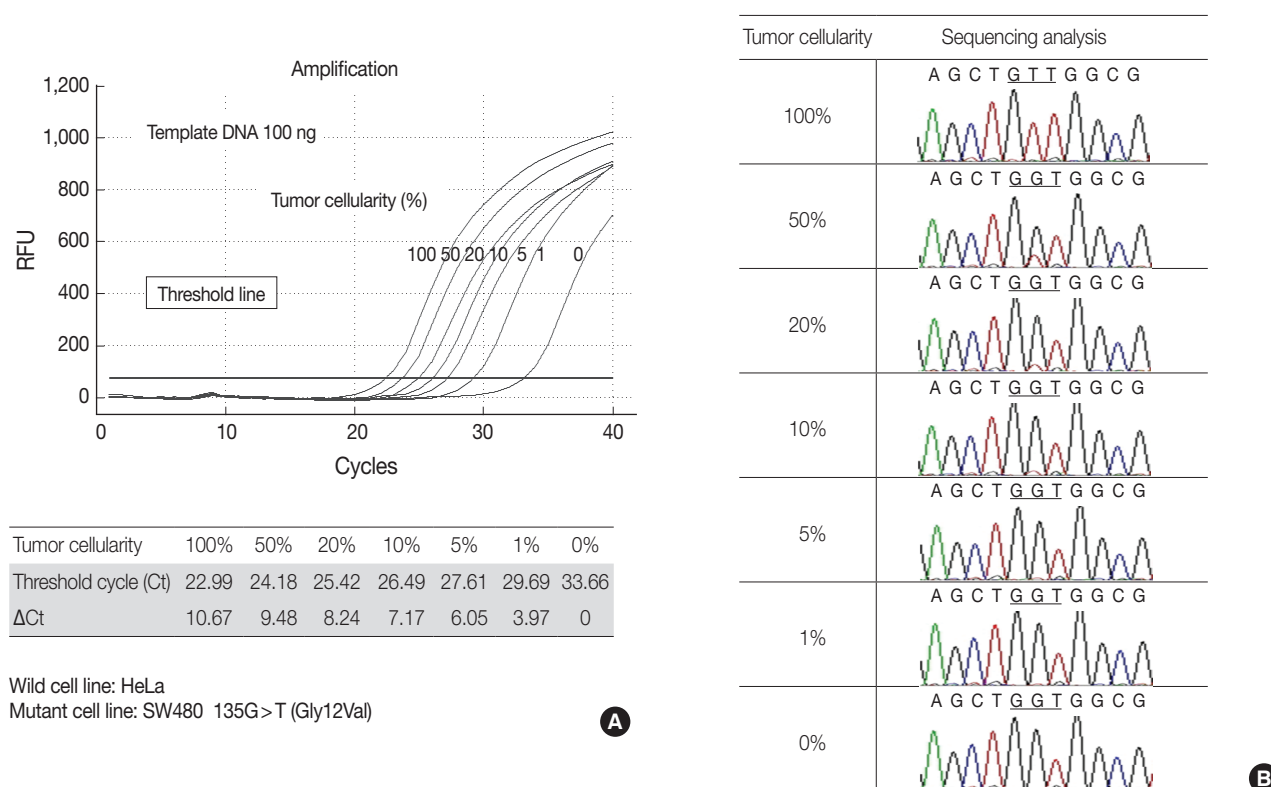 Amplification
1,200
1,000
800
600
400
200
0
RFU
Template DNA 100 ng
Tumor cellularity (%)
100 50 20 10 5 1 0
Threshold line
0 10 20 30 40
Cycles
Tumor cellularity 100% 50% 20% 10% 5% 1% 0%
Threshold cycle (Ct) 22.99 24.18 25.42 26.49 27.61 29.69 33.66
ΔCt 10.67 9.48 8.24 7.17 6.05 3.97 0
Wild cell line: HeLa
Mutant cell line: SW480 135G>T (Gly12Val)
A
Tumor cellularity Sequencing analysis
A G C T G T T G G C G
100%
A G C T G G T G G C G
50%
A G C T G G T G G C G
20%
A G C T G G T G G C G
10%
A G C T G G T G G C G
5%
A G C T G G T G G C G
1%
A G C T G G T G G C G
0%
B